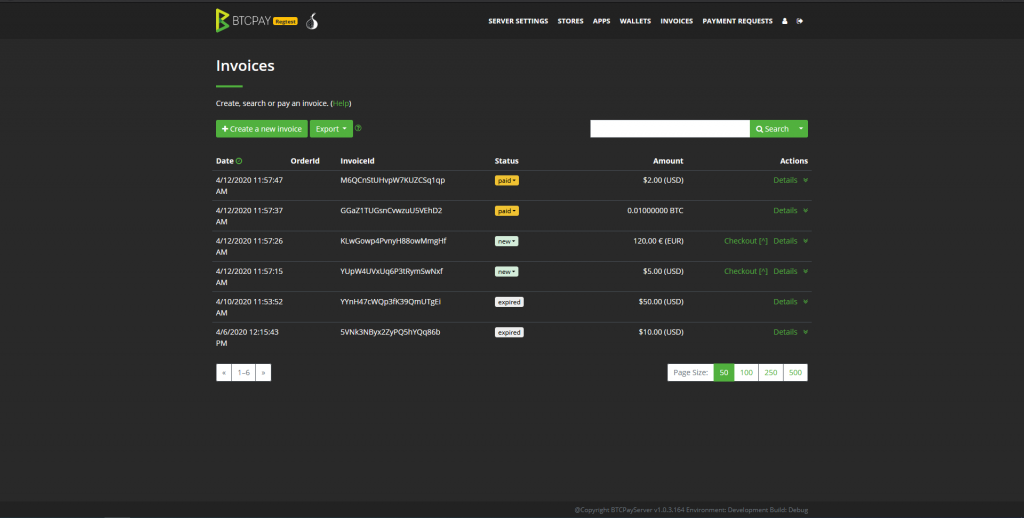 BTCPAY Regtest SERVER SETTINGS STORES APPS WALLETS INVOICES PAYMENT REQUESTS
Invoices
Create, search or pay an invoice. (Help)
+ Create a new invoice Export Search
Date OrderId InvoiceId Status Amount Actions
4/12/2020 11:57:47 AM M6QCnStUHvpW7KUZCSq1qp paid $2.00 (USD) Details
4/12/2020 11:57:37 AM GGaZ1TUGsnCvwzuU5VEhD2 paid 0.01000000 BTC Details
4/12/2020 11:57:26 AM KLwGowp4PvnyH88owMmgHf new 120,00 € (EUR) Checkout [^] Details
4/12/2020 11:57:15 AM YUpW4UVxUq6P3tRymSwNxf new $5.00 (USD) Checkout [^] Details
4/10/2020 11:53:52 AM YYnH47cWQp3fK39QmUTgEi expired $50.00 (USD) Details
4/6/2020 12:15:43 PM 5VNk3NByx2ZyPQ5hYQq86b expired $10.00 (USD) Details
« 1–6 » Page Size: 50 100 250 500
@Copyright BTCPayServer v1.0.3.164 Environment: Development Build: Debug